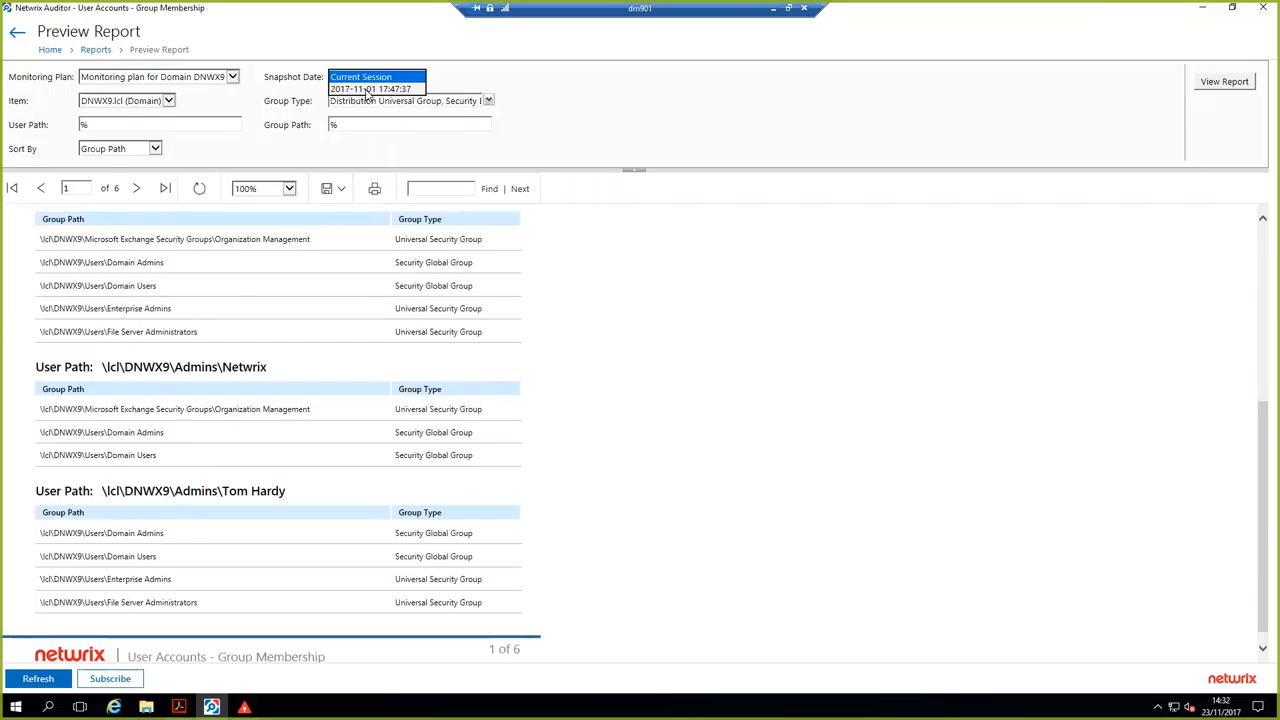 Netwrix Auditor - User Accounts - Group Membership
dm901
Preview Report
Home > Reports > Preview Report
Monitoring Plan: Monitoring plan for Domain DNWX9
Snapshot Date: Current Session
2017-11-01 17:47:37
View Report
Item: DNWX9.lcl (Domain)
Group Type: Distribution Universal Group, Security
User Path: %
Group Path: %
Sort By Group Path
1 of 6
100%
Find | Next
Group Path Group Type
\lcl\DNWX9\Microsoft Exchange Security Groups\Organization Management Universal Security Group
\lcl\DNWX9\Users\Domain Admins Security Global Group
\lcl\DNWX9\Users\Domain Users Security Global Group
\lcl\DNWX9\Users\Enterprise Admins Universal Security Group
\lcl\DNWX9\Users\File Server Administrators Universal Security Group
User Path: \lcl\DNWX9\Admins\Netwrix
Group Path Group Type
\lcl\DNWX9\Microsoft Exchange Security Groups\Organization Management Universal Security Group
\lcl\DNWX9\Users\Domain Admins Security Global Group
\lcl\DNWX9\Users\Domain Users Security Global Group
User Path: \lcl\DNWX9\Admins\Tom Hardy
Group Path Group Type
\lcl\DNWX9\Users\Domain Admins Security Global Group
\lcl\DNWX9\Users\Domain Users Security Global Group
\lcl\DNWX9\Users\Enterprise Admins Universal Security Group
\lcl\DNWX9\Users\File Server Administrators Universal Security Group
netwrix | User Accounts - Group Membership
1 of 6
Refresh Subscribe
netwrix
14:32
23/11/2017